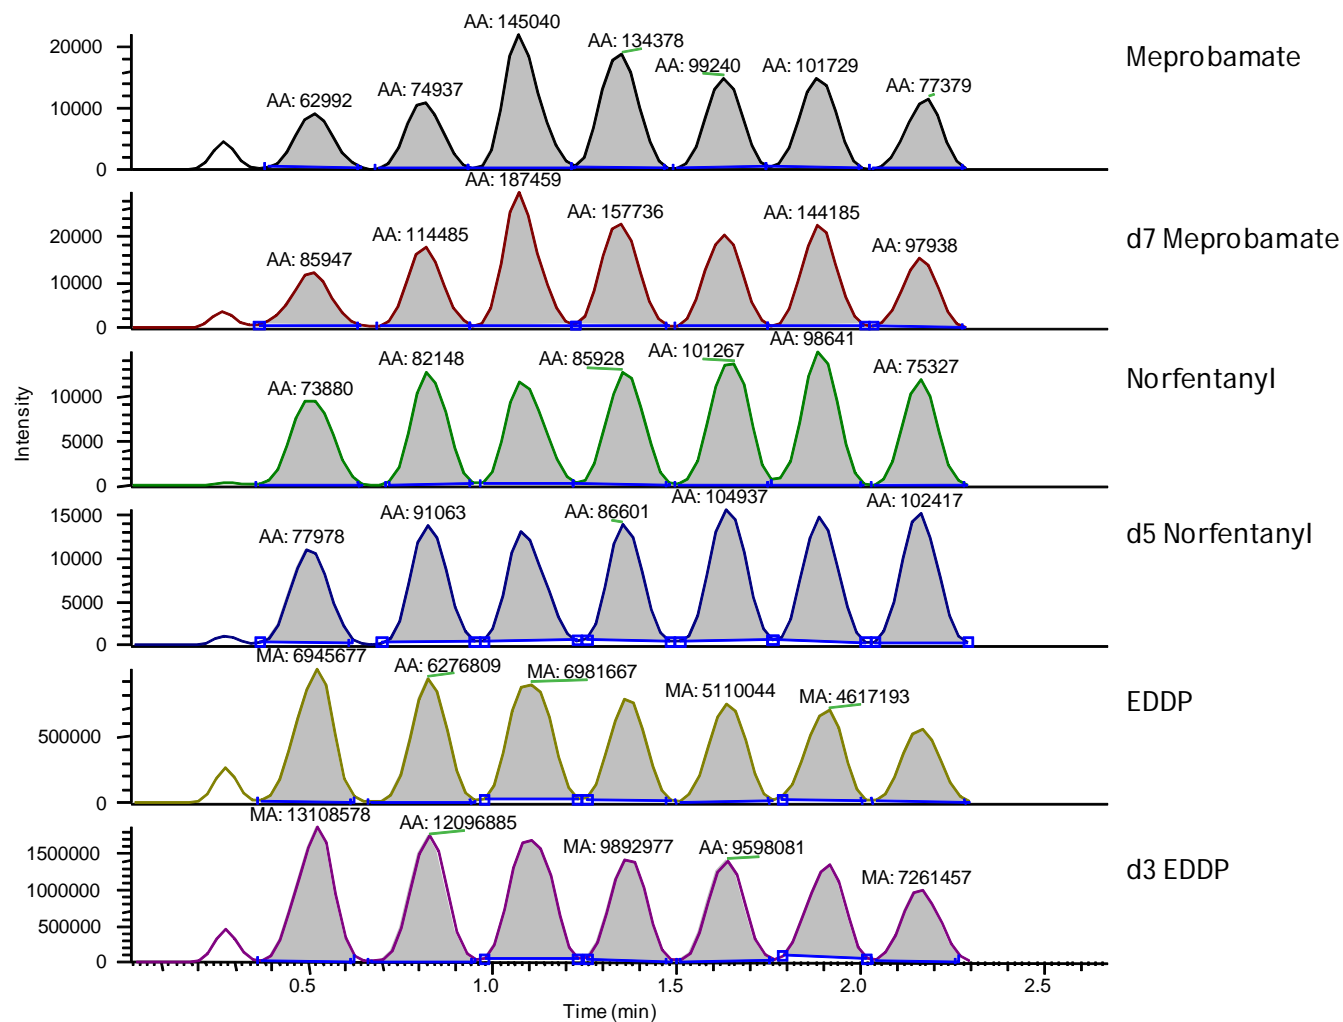 AA: 145040
AA: 134378
AA: 99240
AA: 101729
AA: 77379
AA: 74937
AA: 62992
20000
10000
0
Meprobamate
AA: 187459
AA: 157736
AA: 144185
AA: 114485
AA: 97938
AA: 85947
20000
10000
0
d7 Meprobamate
AA: 98641
AA: 101267
AA: 85928
AA: 82148
AA: 75327
AA: 73880
10000
5000
0
Norfentanyl
Intensity
AA: 104937
AA: 102417
AA: 91063
AA: 86601
AA: 77978
15000
10000
5000
0
d5 Norfentanyl
MA: 6945677
AA: 6276809
MA: 6981667
MA: 5110044
MA: 4617193
500000
0
EDDP
MA: 13108578
AA: 12096885
MA: 9892977
AA: 9598081
MA: 7261457
1500000
1000000
500000
0
d3 EDDP
0.5 1.0 1.5 2.0 2.5
Time (min)